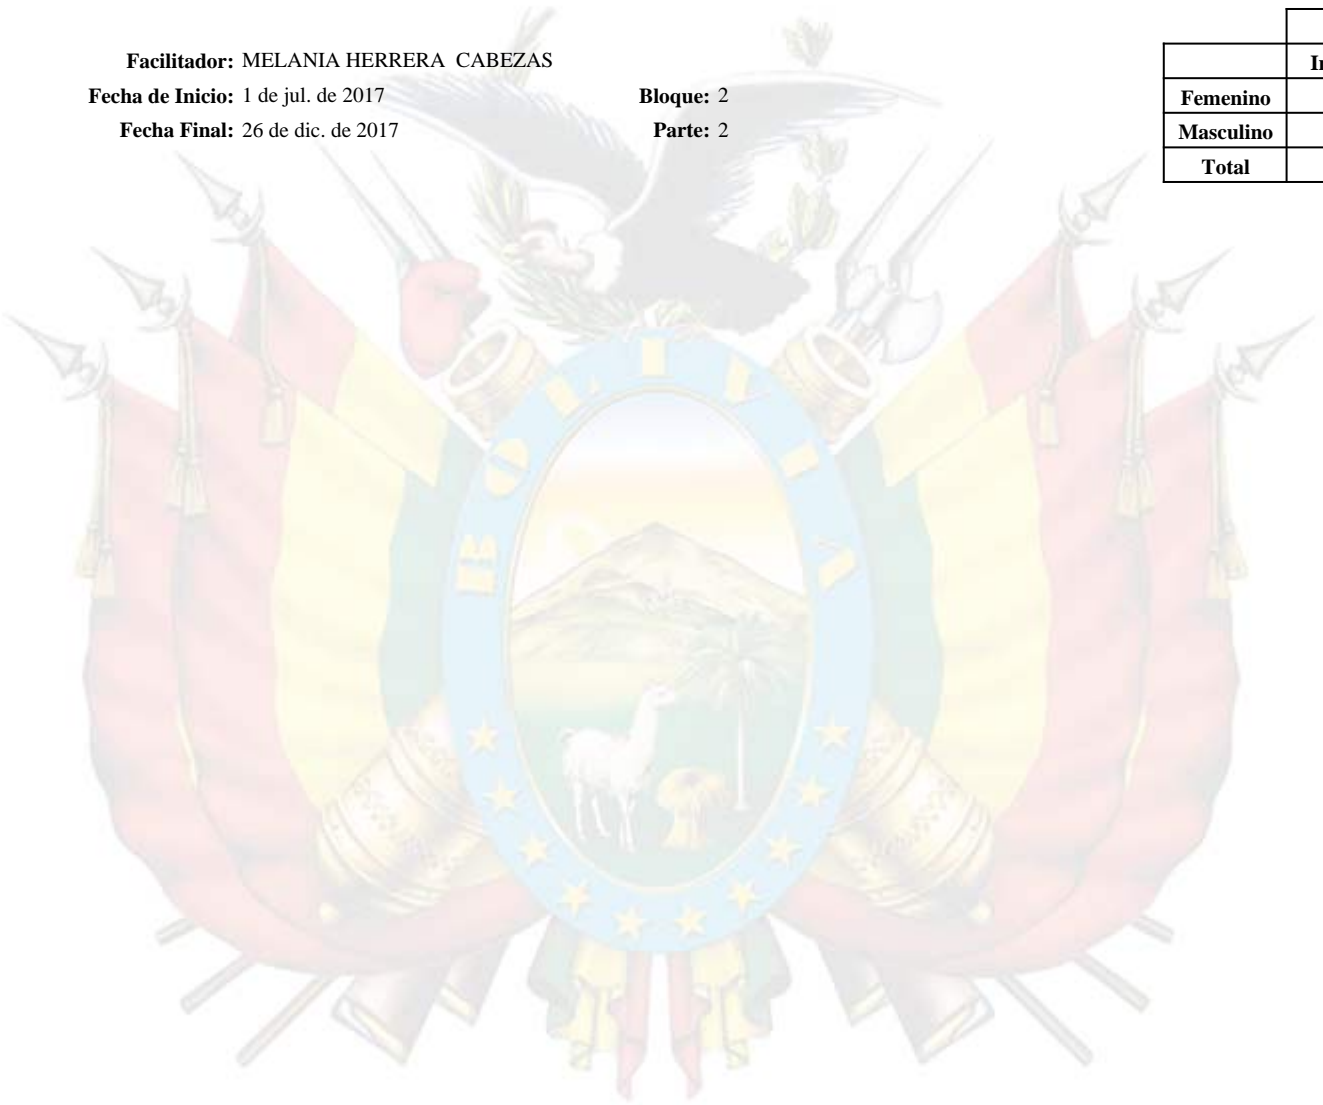 Facilitador: MELANIA HERRERA CABEZAS
Fecha de Inicio: 1 de jul. de 2017 Bloque: 2
Fecha Final: 26 de dic. de 2017 Parte: 2
Femenino
Masculino
Total
BOLIVIA